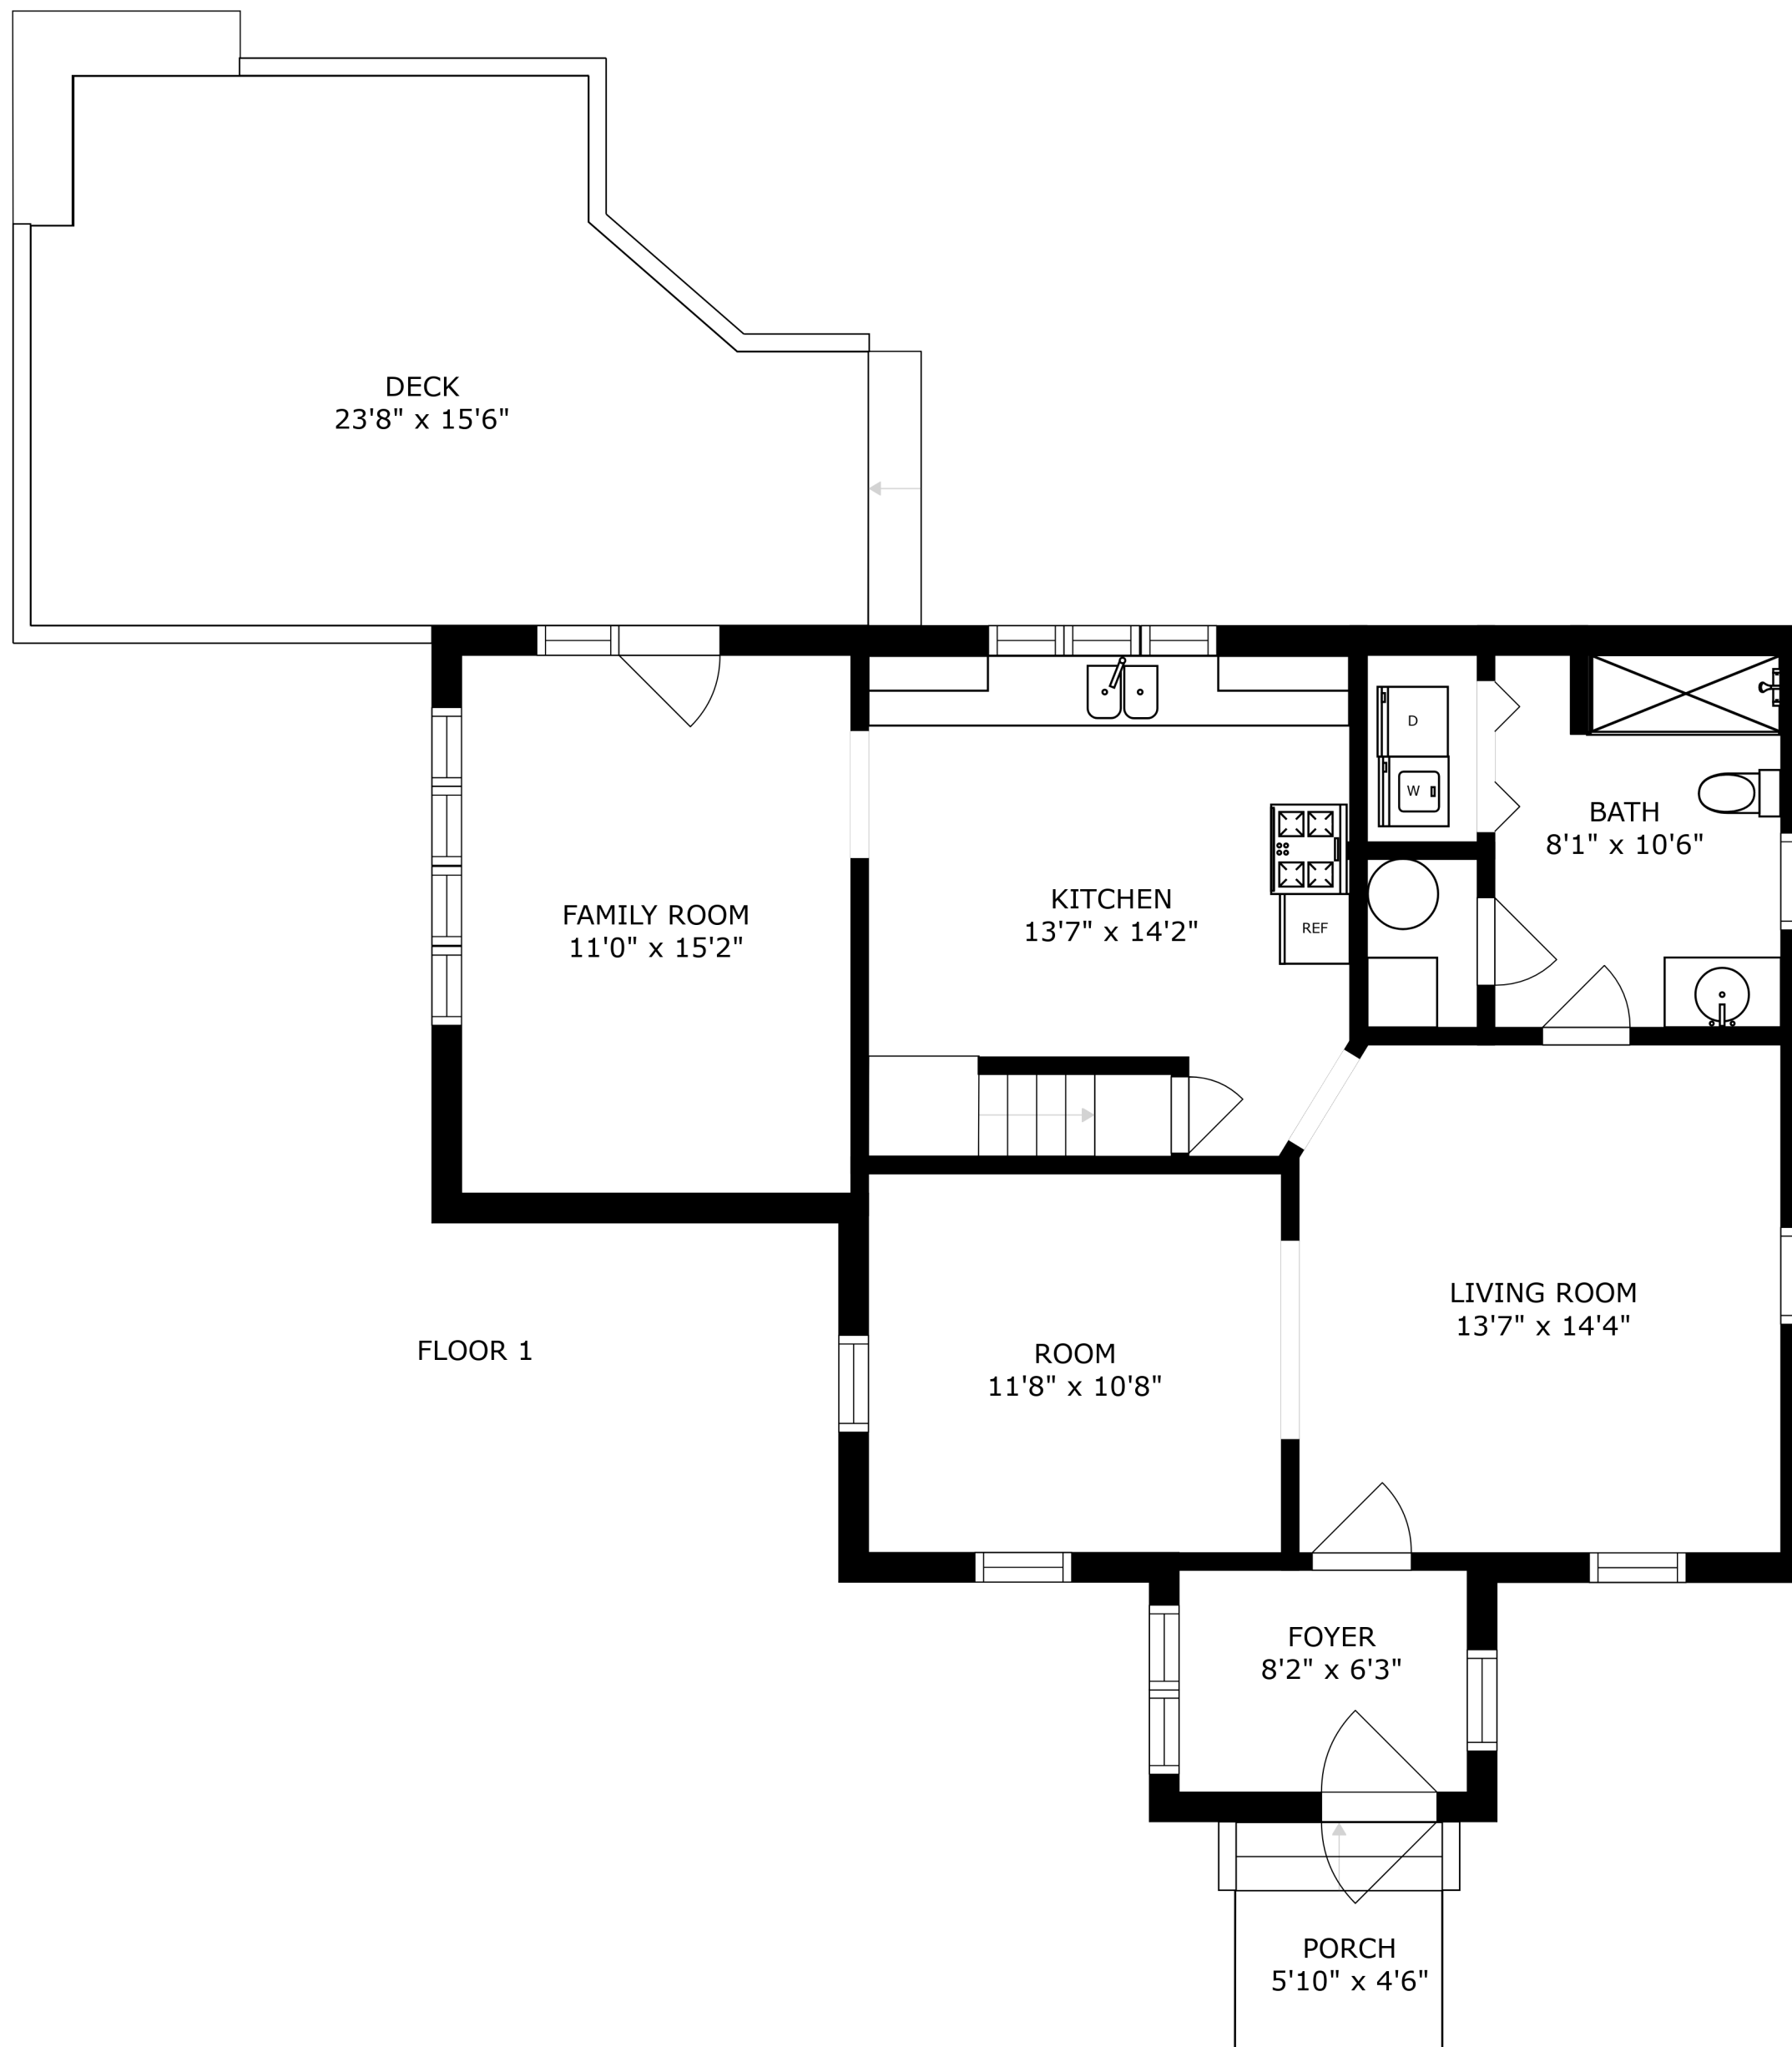 DECK
23'8" x 15'6"
D
W
BATH
8'1" x 10'6"
KITCHEN
13'7" x 14'2"
REF
FAMILY ROOM
11'0" x 15'2"
LIVING ROOM
13'7" x 14'4"
FLOOR 1
ROOM
11'8" x 10'8"
FOYER
8'2" x 6'3"
PORCH
5'10" x 4'6"